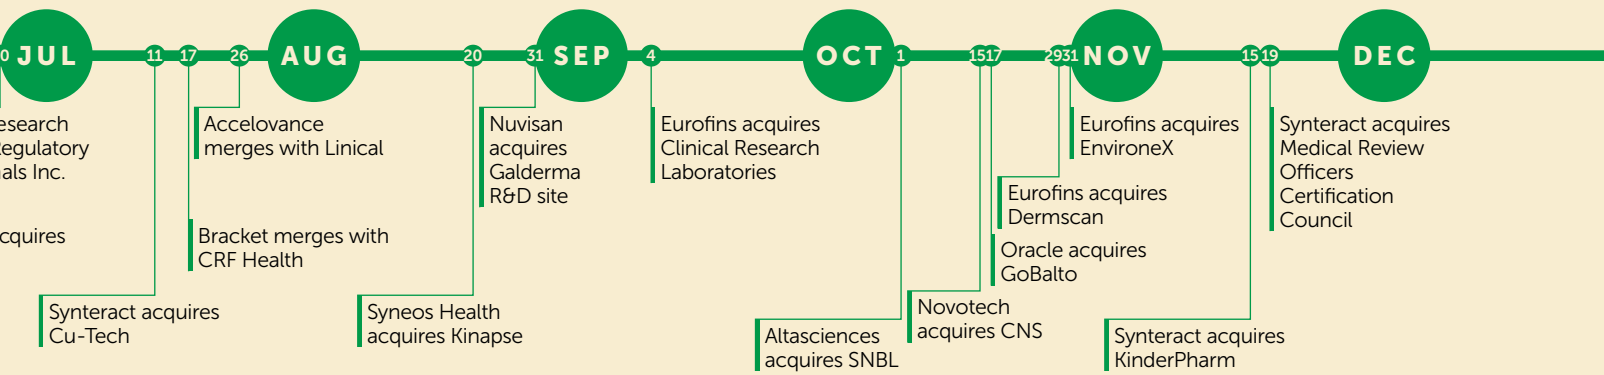 0 JUL 11 17 26 AUG 20 31 SEP 4 OCT 1 15 17 29 31 NOV 15 19 DEC
esearch
Regulatory
als Inc.
cquires
Synteract acquires
Cu-Tech
Bracket merges with
CRF Health
Accelovance
merges with Linical
Syneos Health
acquires Kinapse
Nuvisan
acquires
Galderma
R&D site
Eurofins acquires
Clinical Research
Laboratories
Altasciences
acquires SNBL
Novotech
acquires CNS
Oracle acquires
GoBalto
Eurofins acquires
Dermscan
Eurofins acquires
EnvironeX
Synteract acquires
KinderPharm
Synteract acquires
Medical Review
Officers
Certification
Council